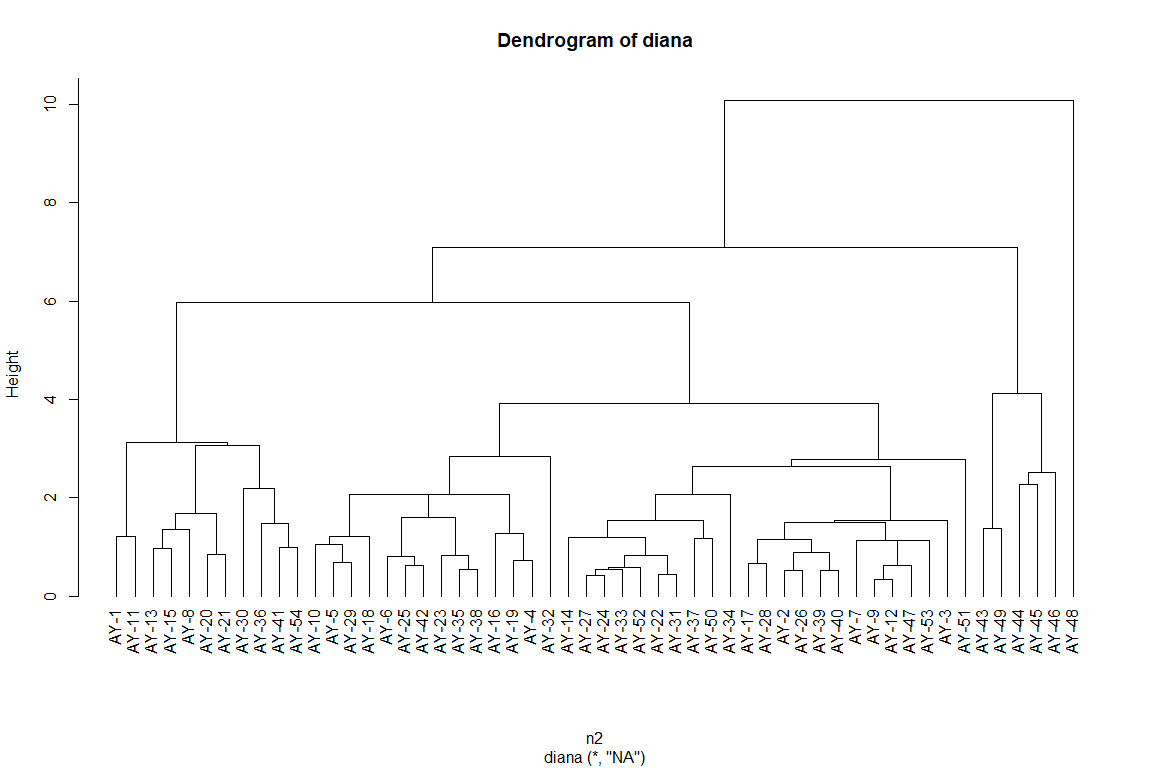 Dendrogram of diana
Height
10
8
6
4
2
0
AY-1
AY-11
AY-13
AY-15
AY-8
AY-20
AY-21
AY-30
AY-36
AY-41
AY-54
AY-10
AY-5
AY-29
AY-18
AY-6
AY-25
AY-42
AY-23
AY-35
AY-38
AY-16
AY-19
AY-4
AY-32
AY-14
AY-27
AY-24
AY-33
AY-52
AY-22
AY-31
AY-37
AY-50
AY-34
AY-17
AY-28
AY-2
AY-26
AY-39
AY-40
AY-7
AY-9
AY-12
AY-47
AY-53
AY-3
AY-51
AY-43
AY-49
AY-44
AY-45
AY-46
AY-48
n2
diana (*, "NA")